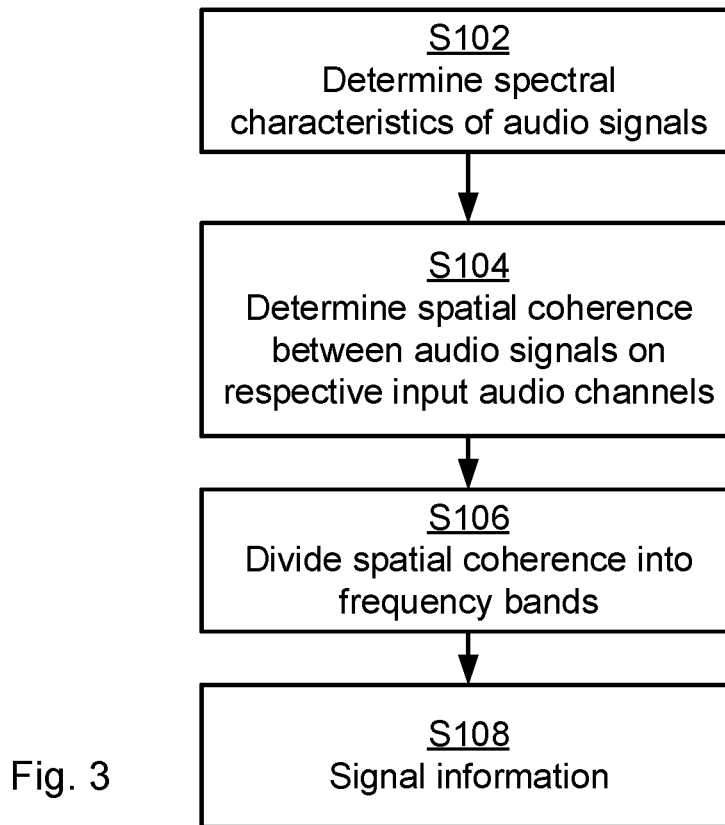 S102
Determine spectral
characteristics of audio signals
S104
Determine spatial coherence
between audio signals on
respective input audio channels
S106
Divide spatial coherence into
frequency bands
S108
Signal information
Fig. 3